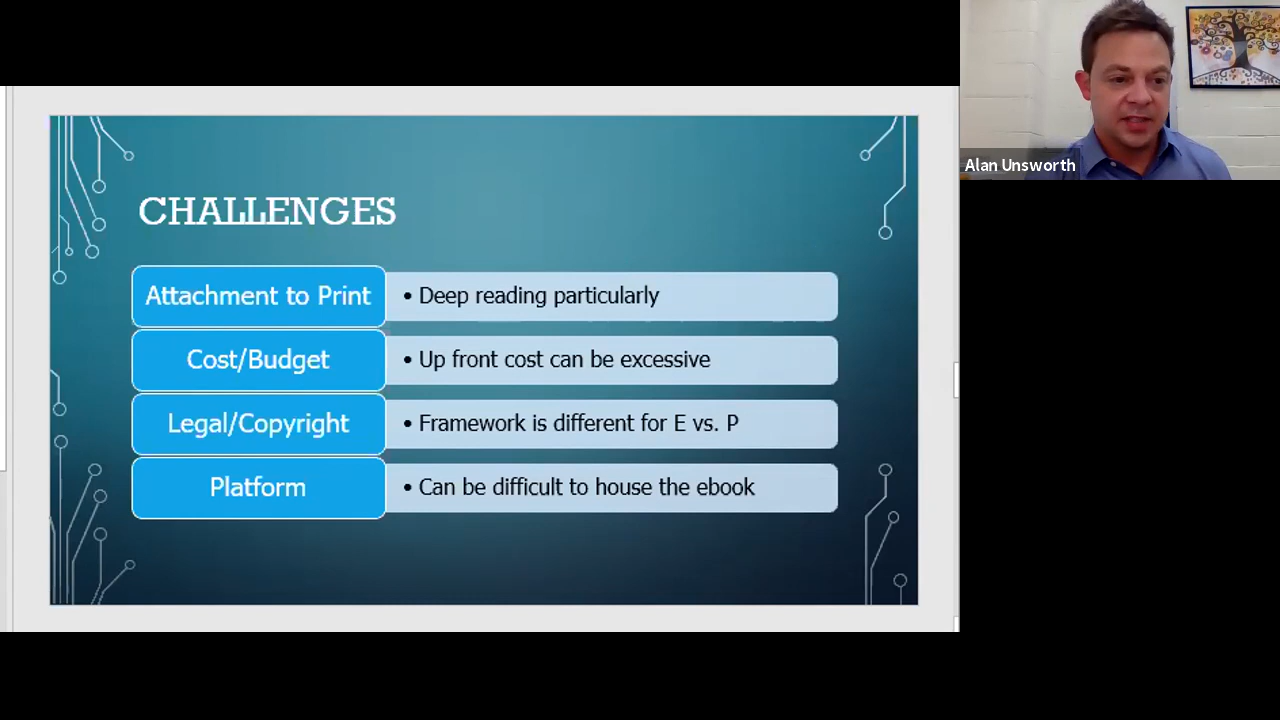 Alan Unsworth
CHALLENGES
Attachment to Print
• Deep reading particularly
Cost/Budget
• Up front cost can be excessive
Legal/Copyright
• Framework is different for E vs. P
Platform
• Can be difficult to house the ebook